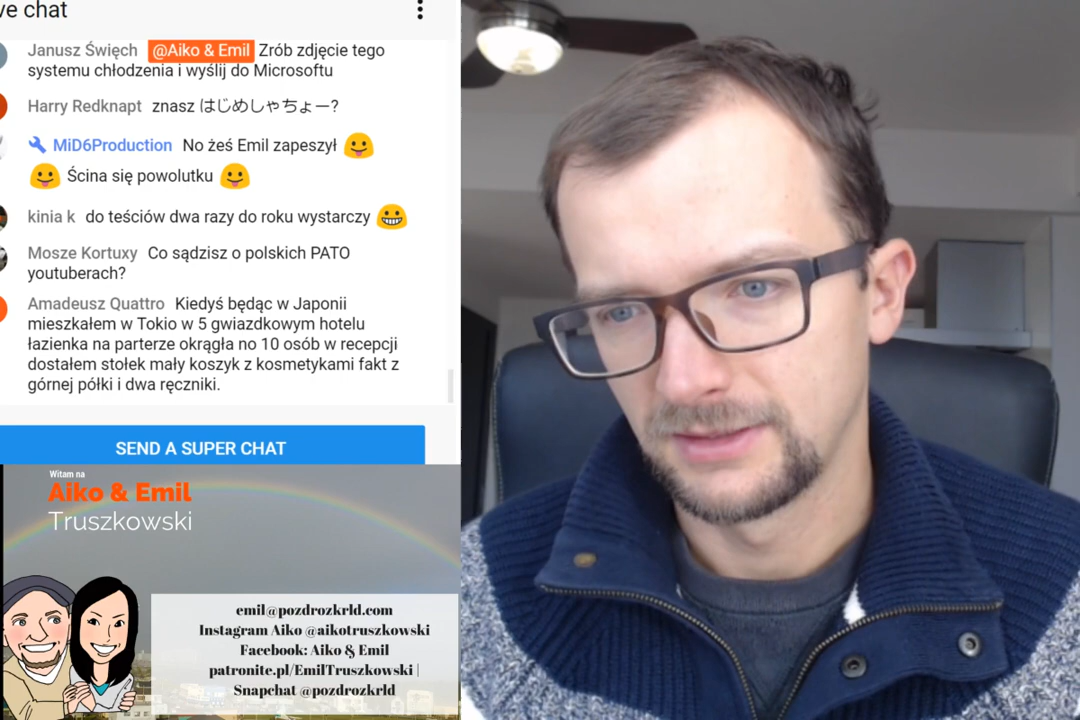 ve chat
Janusz Święch @Aiko & Emil Zrób zdjęcie tego
systemu chłodzenia i wyślij do Microsoftu
Harry Redknapt znasz はじめしゃちょー?
MiD6Production No żeś Emil zapeszył
Ścina się powolutku
kinia k do teściów dwa razy do roku wystarczy
Mosze Kortuxy Co sądzisz o polskich PATO
youtuberach?
Amadeusz Quattro Kiedyś będąc w Japonii
mieszkałem w Tokio w 5 gwiazdkowym hotelu
łazienka na parterze okrągła no 10 osób w recepcji
dostałem stołek mały koszyk z kosmetykami fakt z
górnej półki i dwa ręczniki.
SEND A SUPER CHAT
Witam na
Aiko & Emil
Truszkowski
emil@pozdrozkrld.com
Instagram Aiko @aikotruszkowski
Facebook: Aiko & Emil
patronite.pl/EmilTruszkowski |
Snapchat @pozdrozkrld